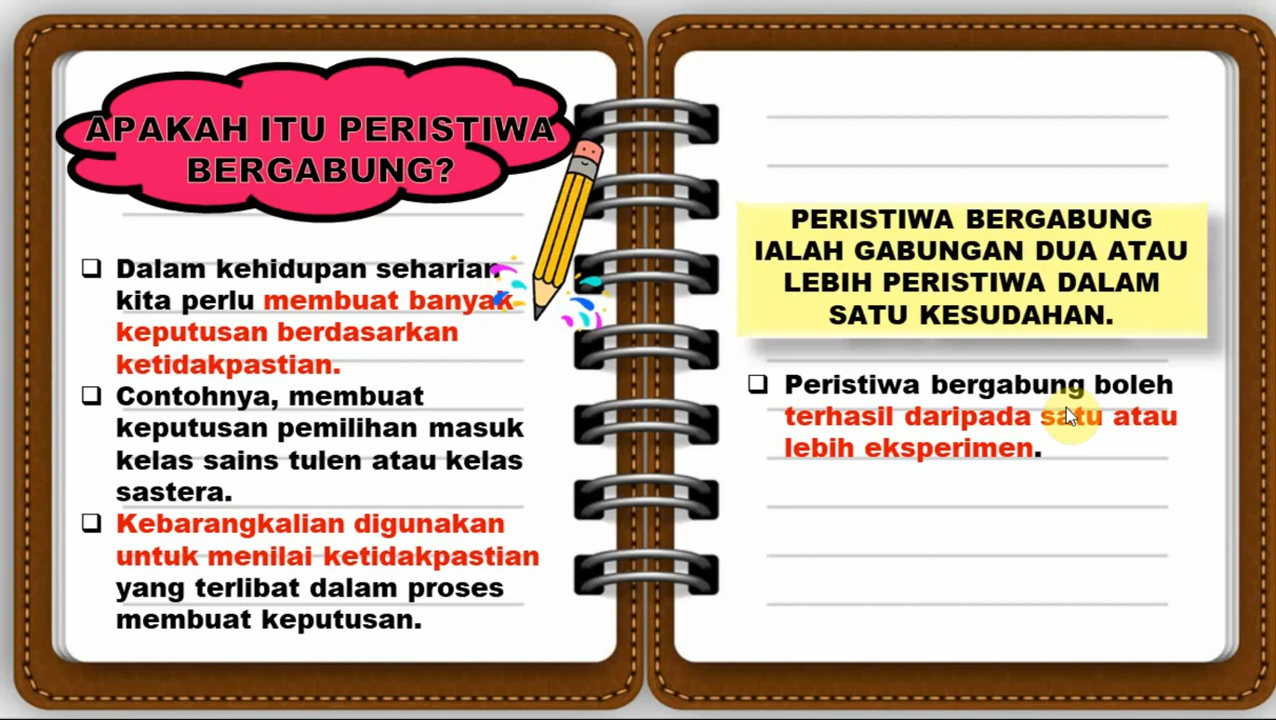 APAKAH ITU PERISTIWA
BERGABUNG?
Dalam kehidupan seharian
kita perlu membuat banyak
keputusan berdasarkan
ketidakpastian.
Contohnya, membuat
keputusan pemilihan masuk
kelas sains tulen atau kelas
sastera.
Kebarangkalian digunakan
untuk menilai ketidakpastian
yang terlibat dalam proses
membuat keputusan.
PERISTIWA BERGABUNG
IALAH GABUNGAN DUA ATAU
LEBIH PERISTIWA DALAM
SATU KESUDAHAN.
Peristiwa bergabung boleh
terhasil daripada satu atau
lebih eksperimen.